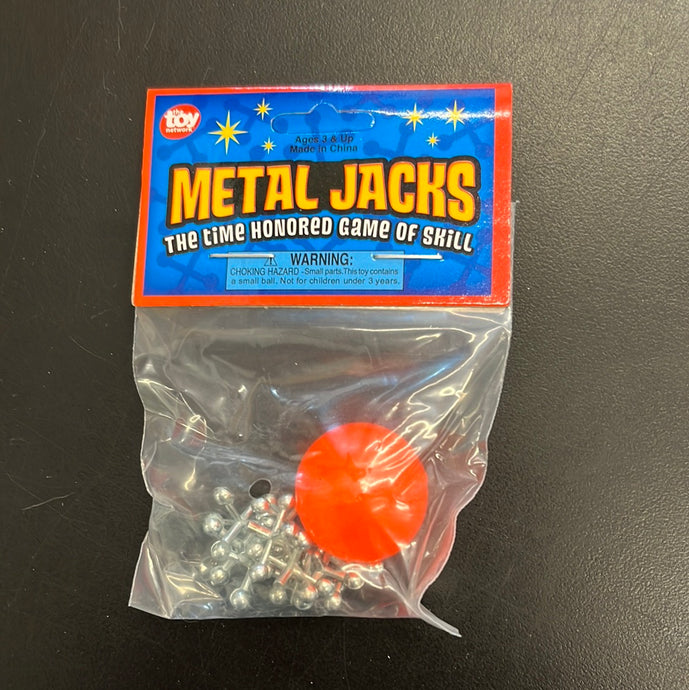 the
toy
network
Ages 3 & Up
Made in China
METAL JACKS
THE tiME HONORED GAME OF SKiLL
WARNING:
CHOKING HAZARD - Small parts. This toy contains
a small ball. Not for children under 3 years.